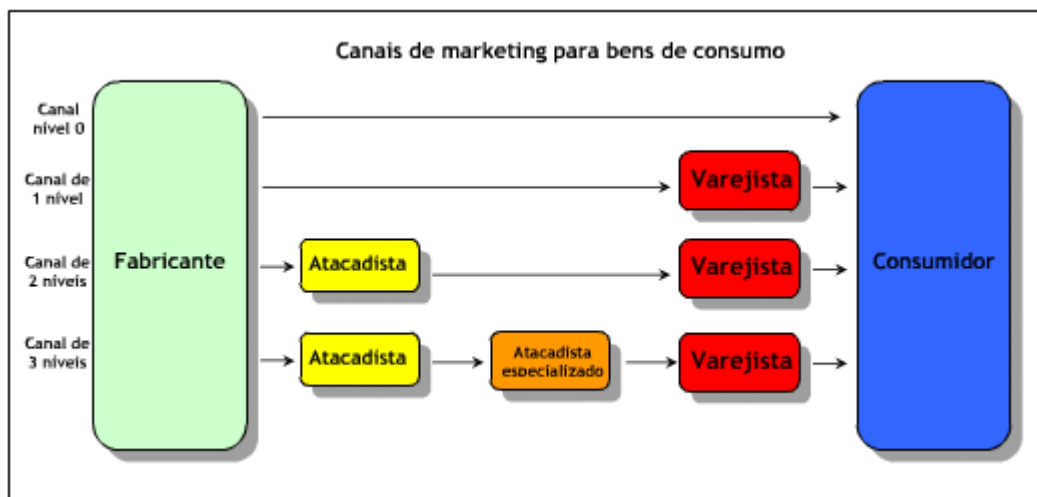 Canais de marketing para bens de consumo
Canal
nível 0
Canal de
1 nível
Varejista
Fabricante
Consumidor
Canal de
2 níveis
Atacadista
Varejista
Canal de
3 níveis
Atacadista
Atacadista
especializado
Varejista